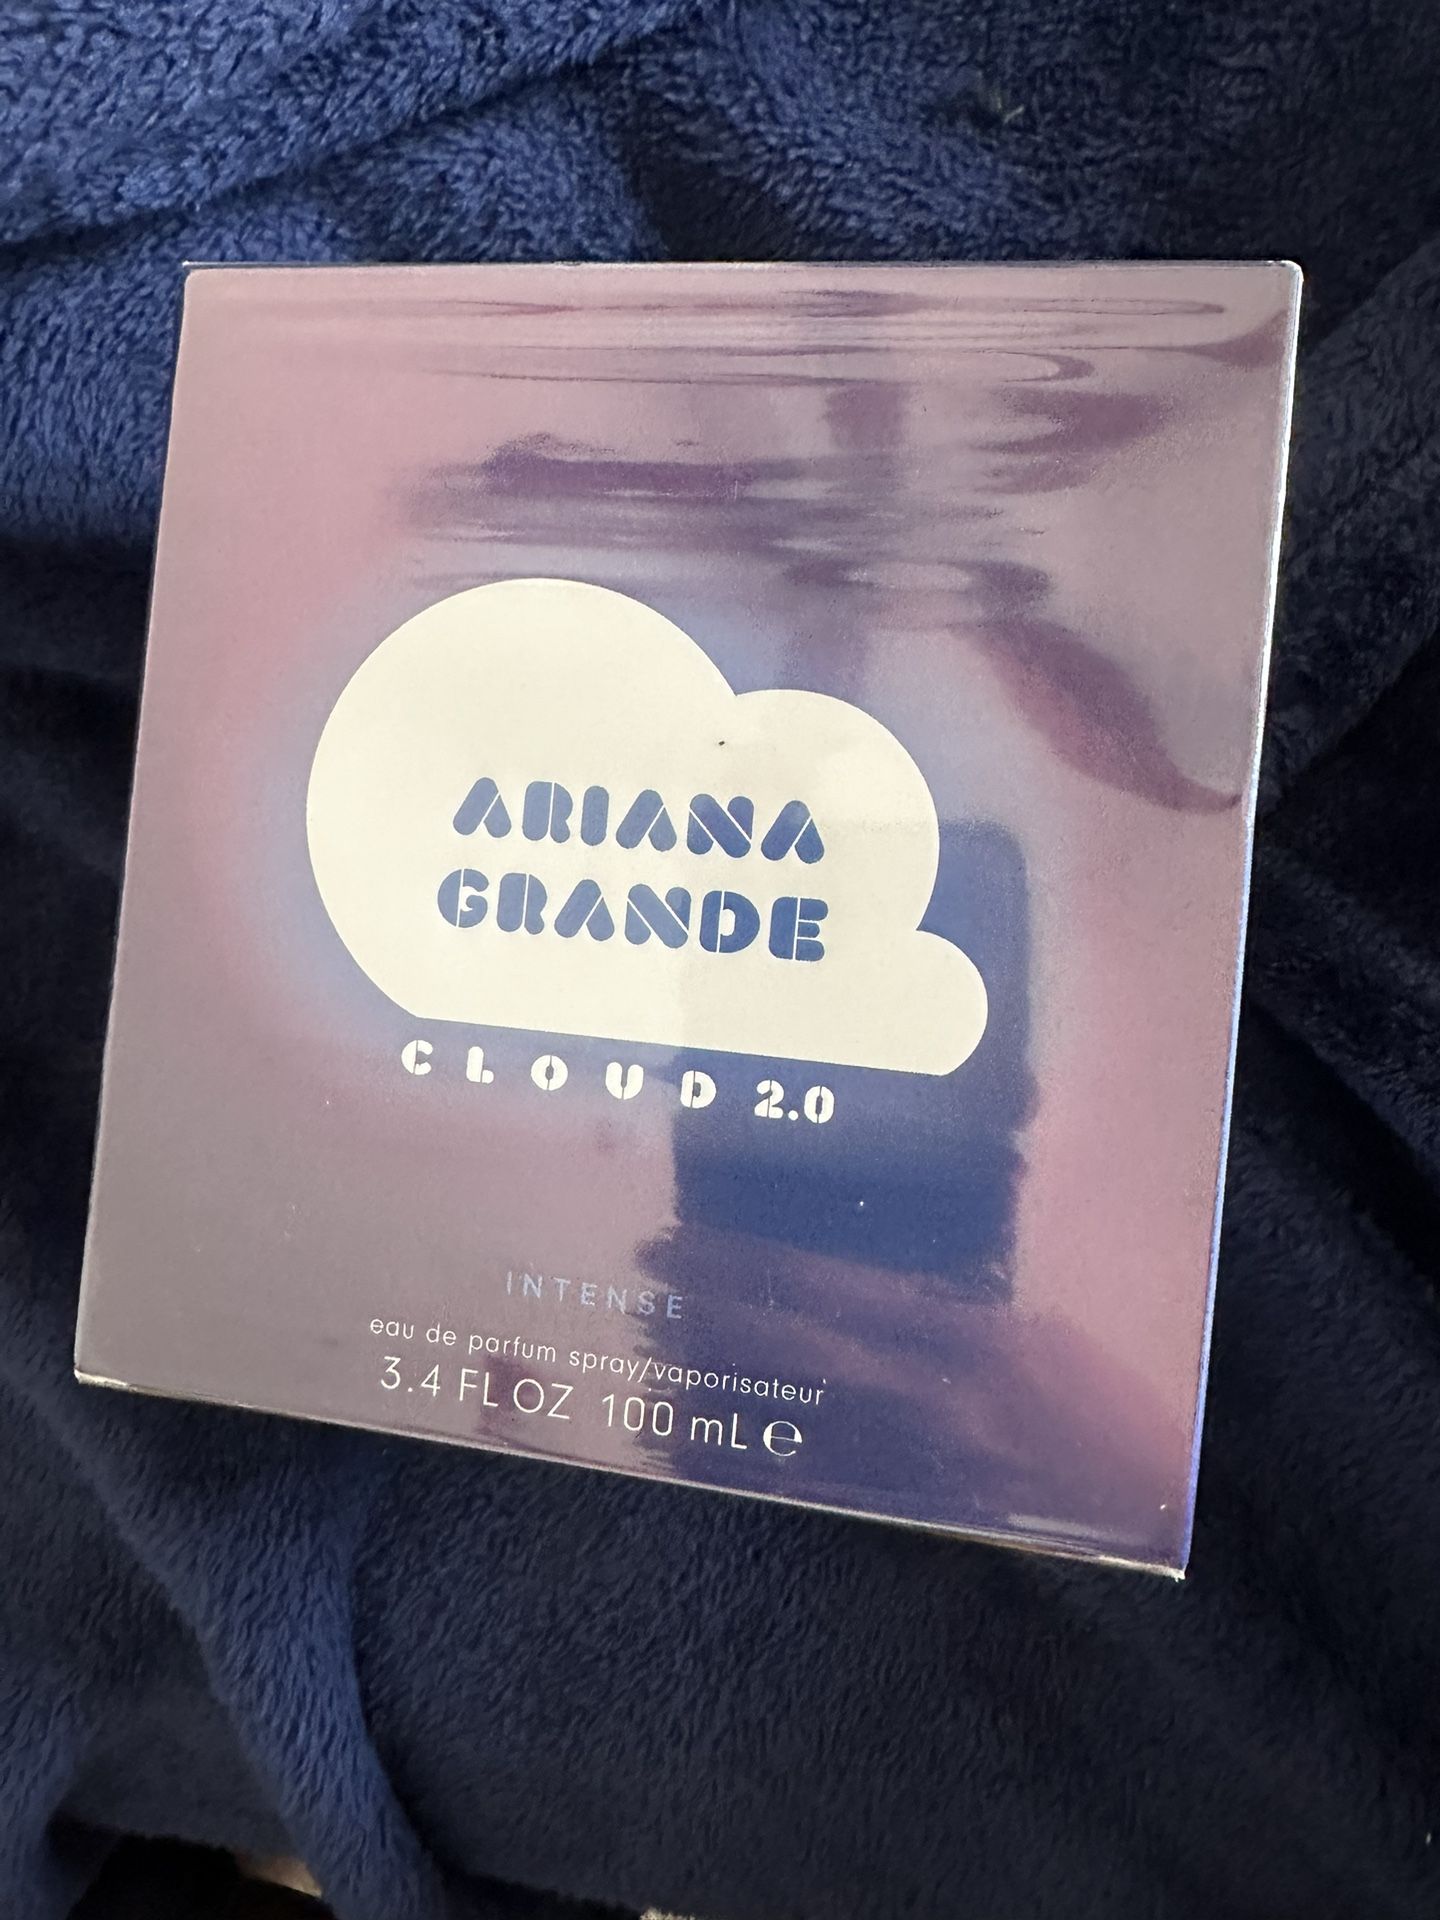 ARIANA
GRANDE
CLOUD 2.0
INTENSE
eau de parfum spray/vaporisateur
3.4 FL OZ 100 mL ℮